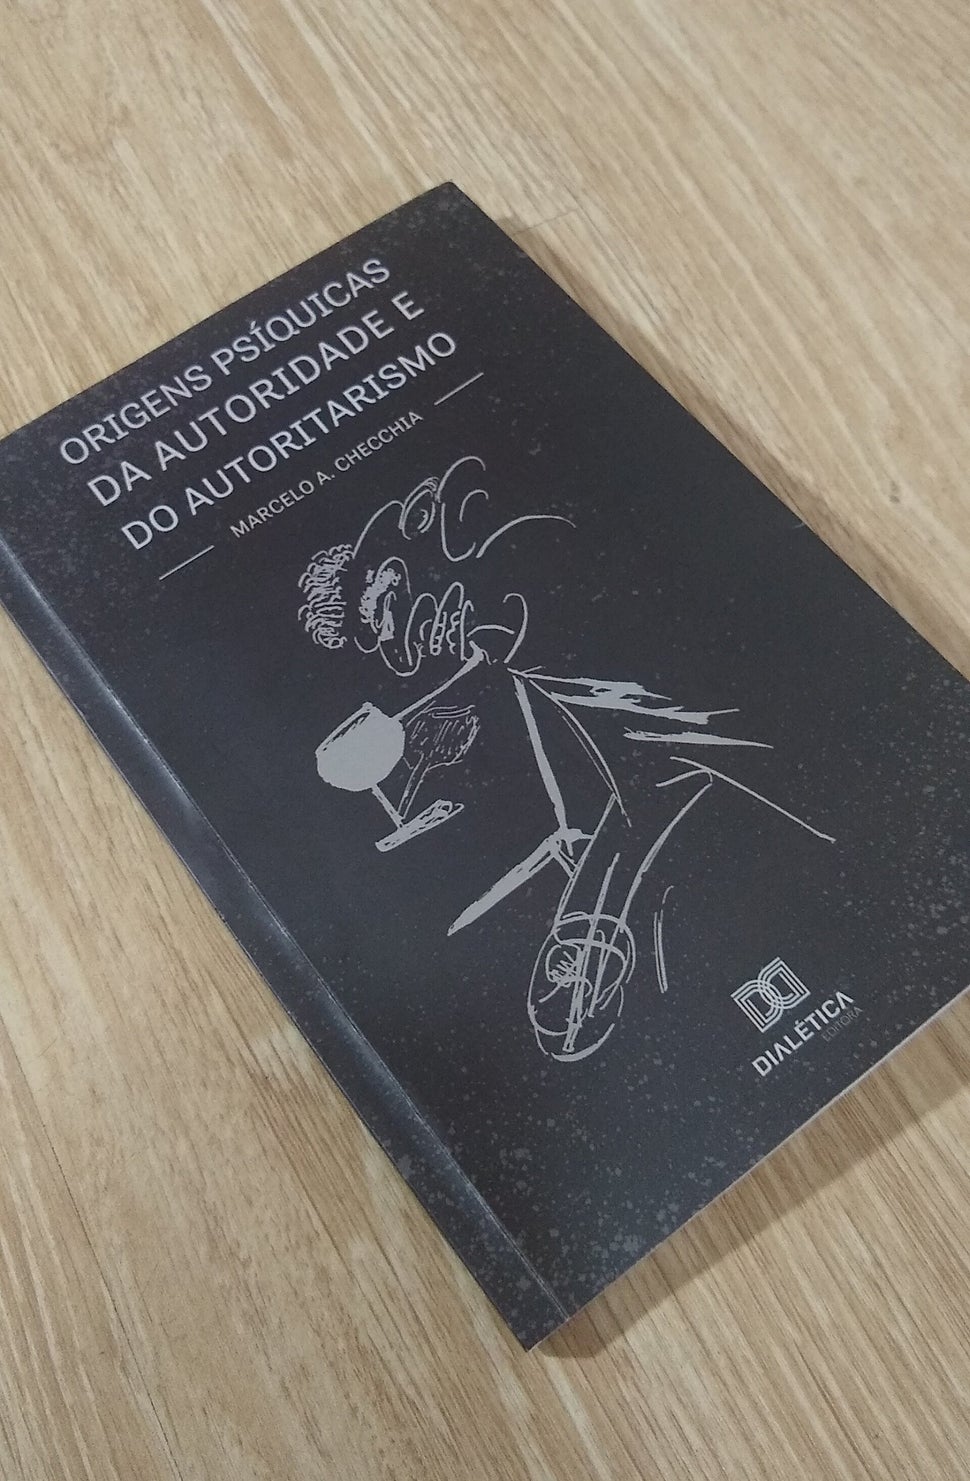 ORIGENS PSÍQUICAS
DA AUTORIDADE E
DO AUTORITARISMO
MARCELO A. CHECCHIA
DIALÉTICA
EDITORA